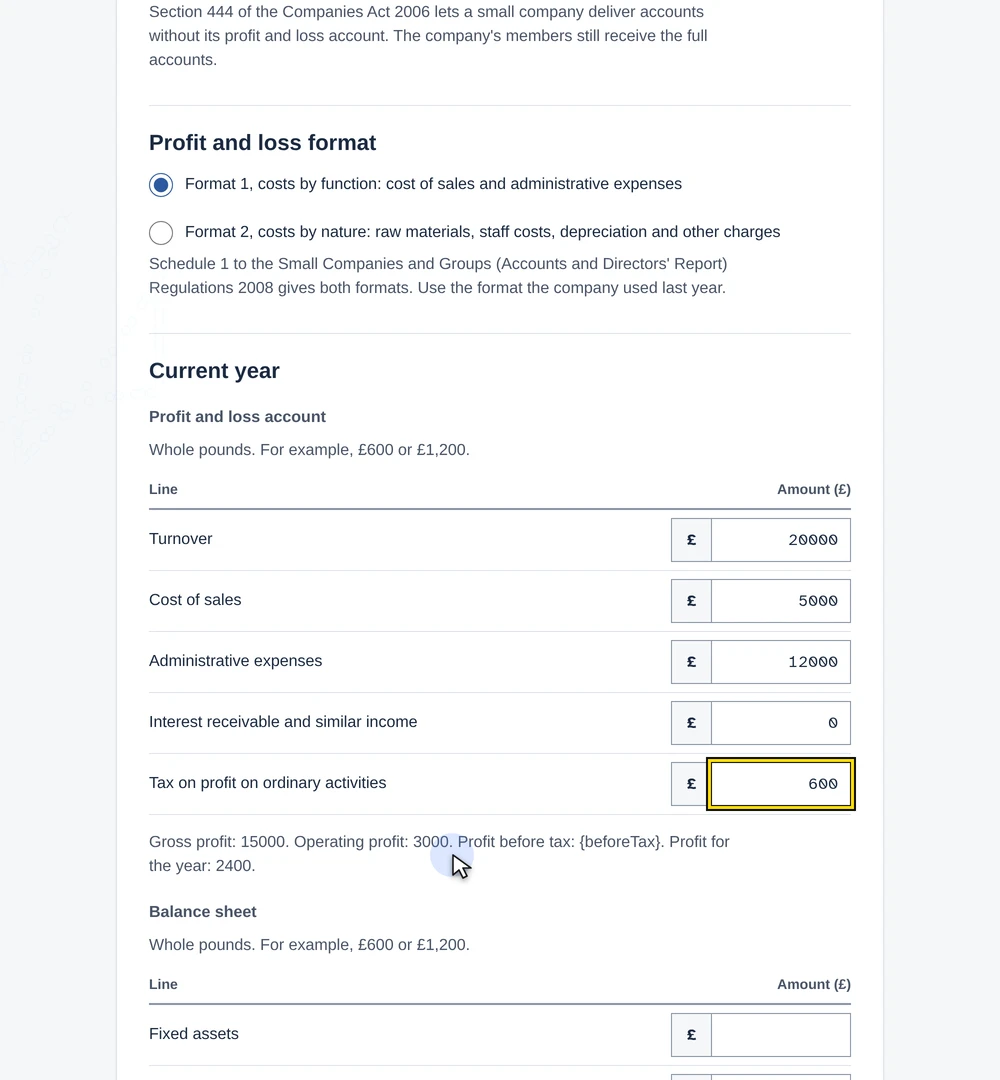 Section 444 of the Companies Act 2006 lets a small company deliver accounts
without its profit and loss account. The company's members still receive the full
accounts.
Profit and loss format
Format 1, costs by function: cost of sales and administrative expenses
Format 2, costs by nature: raw materials, staff costs, depreciation and other charges
Schedule 1 to the Small Companies and Groups (Accounts and Directors' Report)
Regulations 2008 gives both formats. Use the format the company used last year.
Current year
Profit and loss account
Whole pounds. For example, £600 or £1,200.
Line Amount (£)
Turnover £ 20000
Cost of sales £ 5000
Administrative expenses £ 12000
Interest receivable and similar income £ 0
Tax on profit on ordinary activities £ 600
Gross profit: 15000. Operating profit: 3000. Profit before tax: {beforeTax}. Profit for
the year: 2400.
Balance sheet
Whole pounds. For example, £600 or £1,200.
Line Amount (£)
Fixed assets £